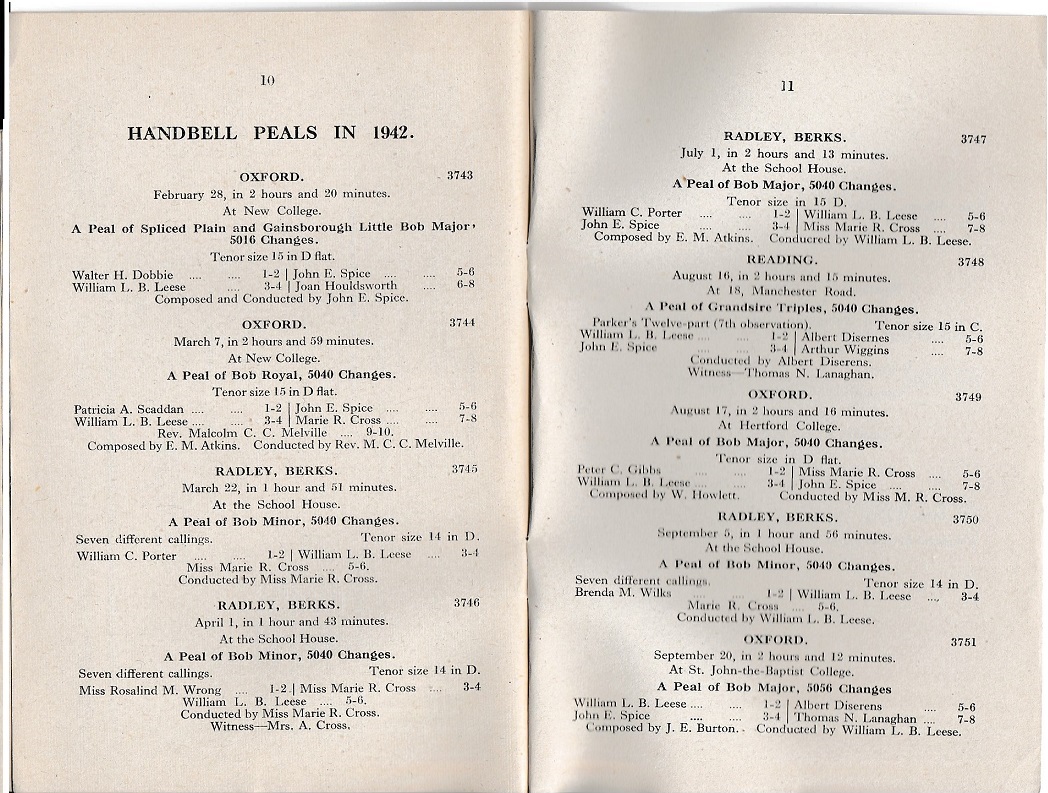 10
HANDBELL PEALS IN 1942.
OXFORD. 3743
February 28, in 2 hours and 20 minutes.
At New College.
A Peal of Spliced Plain and Gainsborough Little Bob Major,
5016 Changes.
Tenor size 15 in D flat.
Walter H. Dobbie .... .... 1-2 | John E. Spice .... .... 5-6
William L. B. Leese .... 3-4 | Joan Houldsworth .... 6-8
Composed and Conducted by John E. Spice.
OXFORD. 3744
March 7, in 2 hours and 59 minutes.
At New College.
A Peal of Bob Royal, 5040 Changes.
Tenor size 15 in D flat.
Patricia A. Scaddan .... .... 1-2 | John E. Spice .... .... 5-6
William L. B. Leese .... .... 3-4 | Marie R. Cross .... .... 7-8
Rev. Malcolm C. C. Melville .... 9-10.
Composed by E. M. Atkins. Conducted by Rev. M. C. C. Melville.
RADLEY, BERKS. 3745
March 22, in 1 hour and 51 minutes.
At the School House.
A Peal of Bob Minor, 5040 Changes.
Seven different callings. Tenor size 14 in D.
William C. Porter .... .... 1-2 | William L. B. Leese .... 3-4
Miss Marie R. Cross .... 5-6.
Conducted by Miss Marie R. Cross.
RADLEY, BERKS. 3746
April 1, in 1 hour and 43 minutes.
At the School House.
A Peal of Bob Minor, 5040 Changes.
Seven different callings. Tenor size 14 in D.
Miss Rosalind M. Wrong .... 1-2 | Miss Marie R. Cross .... 3-4
William L. B. Leese .... 5-6.
Conducted by Miss Marie R. Cross.
Witness—Mrs. A. Cross.
11
RADLEY, BERKS. 3747
July 1, in 2 hours and 13 minutes.
At the School House.
A Peal of Bob Major, 5040 Changes.
Tenor size in 15 D.
William C. Porter .... .... 1-2 | William L. B. Leese .... 5-6
John E. Spice .... .... 3-4 | Miss Marie R. Cross .... 7-8
Composed by E. M. Atkins. Conducted by William L. B. Leese.
READING. 3748
August 16, in 2 hours and 15 minutes.
At 18, Manchester Road.
A Peal of Grandsire Triples, 5040 Changes.
Parker's Twelve-part (7th observation). Tenor size 15 in C.
William L. B. Leese .... .... 1-2 | Albert Disernes .... 5-6
John E. Spice .... .... 3-4 | Arthur Wiggins .... 7-8
Conducted by Albert Diserens.
Witness—Thomas N. Lanaghan.
OXFORD. 3749
August 17, in 2 hours and 16 minutes.
At Hertford College.
A Peal of Bob Major, 5040 Changes.
Tenor size in D flat.
Peter C. Gibbs .... .... 1-2 | Miss Marie R. Cross .... 5-6
William L. B. Leese .... .... 3-4 | John E. Spice .... .... 7-8
Composed by W. Howlett. Conducted by Miss M. R. Cross.
RADLEY, BERKS. 3750
September 5, in 1 hour and 56 minutes.
At the School House.
A Peal of Bob Minor, 5040 Changes.
Seven different callings. Tenor size 14 in D.
Brenda M. Wilks .... .... 1-2 | William L. B. Leese .... 3-4
Marie R. Cross .... 5-6.
Conducted by William L. B. Leese.
OXFORD. 3751
September 20, in 2 hours and 12 minutes.
At St. John-the-Baptist College.
A Peal of Bob Major, 5056 Changes
William L. B. Leese .... .... 1-2 | Albert Diserens 5-6
John E. Spice .... .... 3-4 | Thomas N. Lanaghan .... 7-8
Composed by J. E. Burton. Conducted by William L. B. Leese.